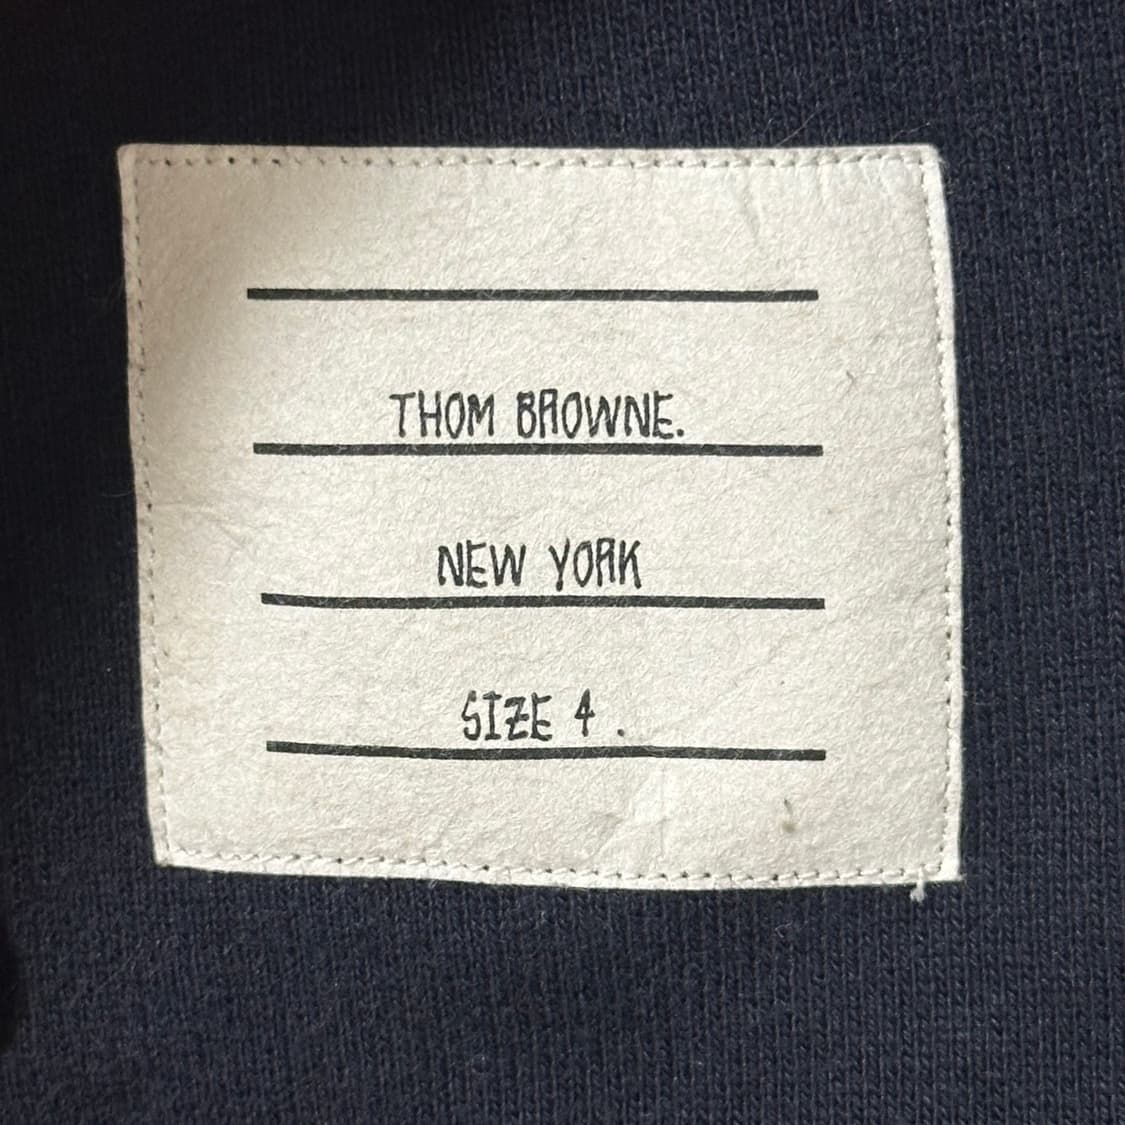 THOM BROWNE.
NEW YORK
SIZE 4 .